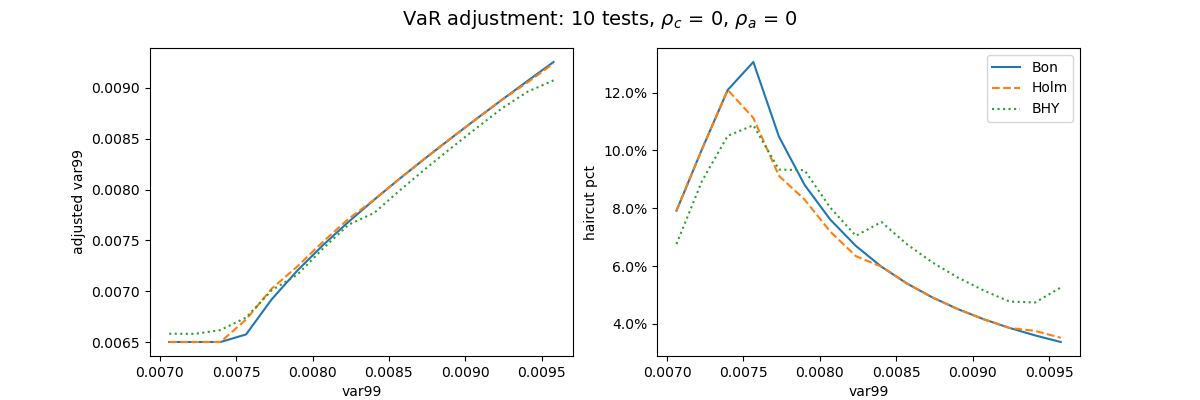 VaR adjustment: 10 tests, ρc = 0, ρa = 0
adjusted var99
0.0090
0.0085
0.0080
0.0075
0.0070
0.0065
0.0070 0.0075 0.0080 0.0085 0.0090 0.0095
var99
haircut pct
12.0%
10.0%
8.0%
6.0%
4.0%
Bon
Holm
BHY
0.0070 0.0075 0.0080 0.0085 0.0090 0.0095
var99